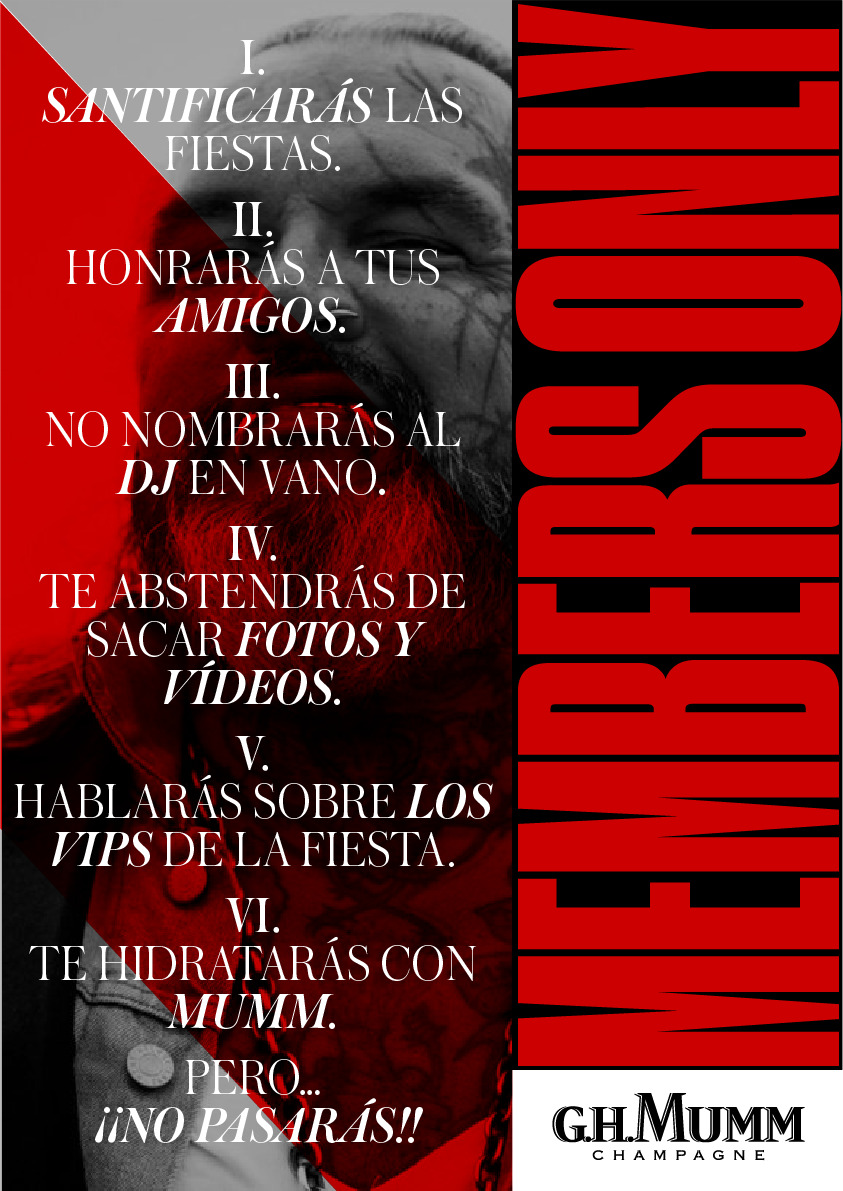 I.
SANTIFICARÁS LAS
FIESTAS.
II.
HONRARÁS A TUS
AMIGOS.
III.
NO NOMBRARÁS AL
DJ EN VANO.
IV.
TE ABSTENDRÁS DE
SACAR FOTOS Y
VÍDEOS.
V.
HABLARÁS SOBRE LOS
VIPS DE LA FIESTA.
VI.
TE HIDRATARÁS CON
MUMM.
PERO...
¡¡NO PASARÁS!!
MEMBERS ONLY
G.H.MUMM
CHAMPAGNE